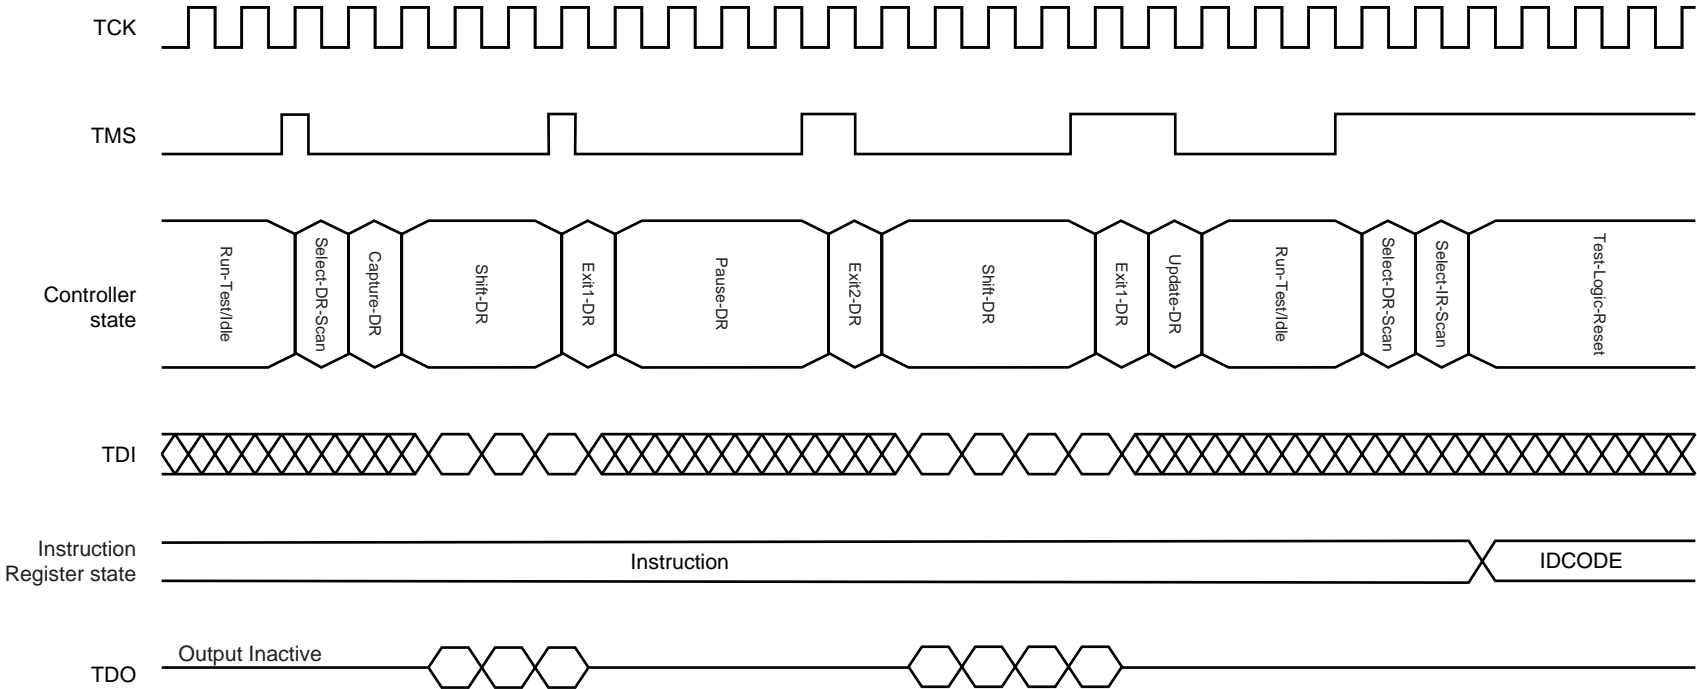 TCK
TMS
Controller
state
Run-Test/Idle
Select-DR-Scan
Capture-DR
Shift-DR
Exit1-DR
Pause-DR
Exit2-DR
Shift-DR
Exit1-DR
Update-DR
Run-Test/Idle
Select-DR-Scan
Select-IR-Scan
Test-Logic-Reset
TDI
Instruction
Register state
Instruction
IDCODE
TDO
Output Inactive